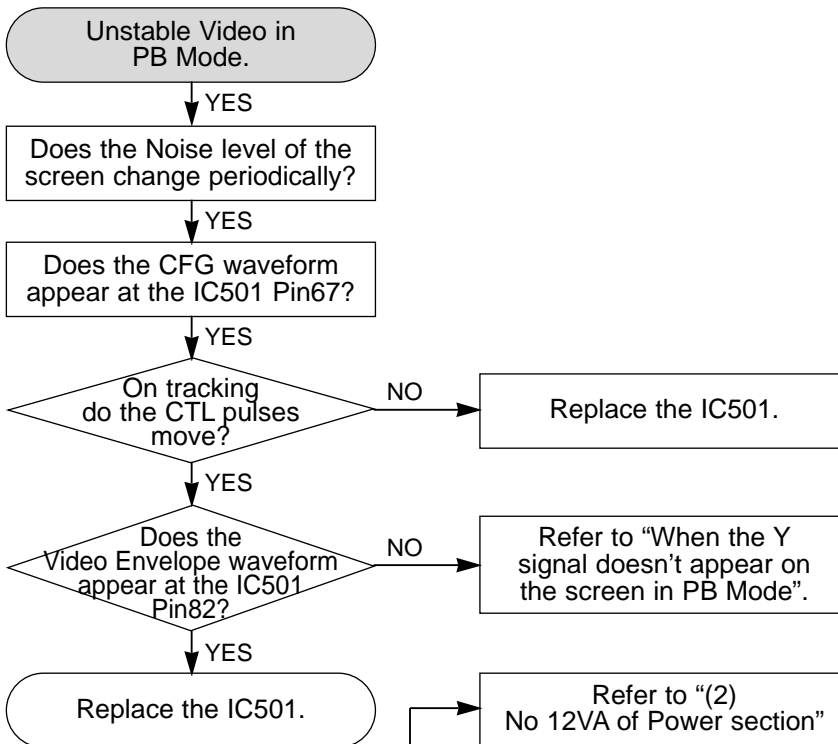 Unstable Video in
PB Mode.
YES
Does the Noise level of the
screen change periodically?
YES
Does the CFG waveform
appear at the IC501 Pin67?
YES
On tracking
do the CTL pulses
move?
NO
Replace the IC501.
YES
Does the
Video Envelope waveform
appear at the IC501
Pin82?
NO
Refer to “When the Y
signal doesn’t appear on
the screen in PB Mode”.
YES
Replace the IC501.
Refer to “(2)
No 12VA of Power section”